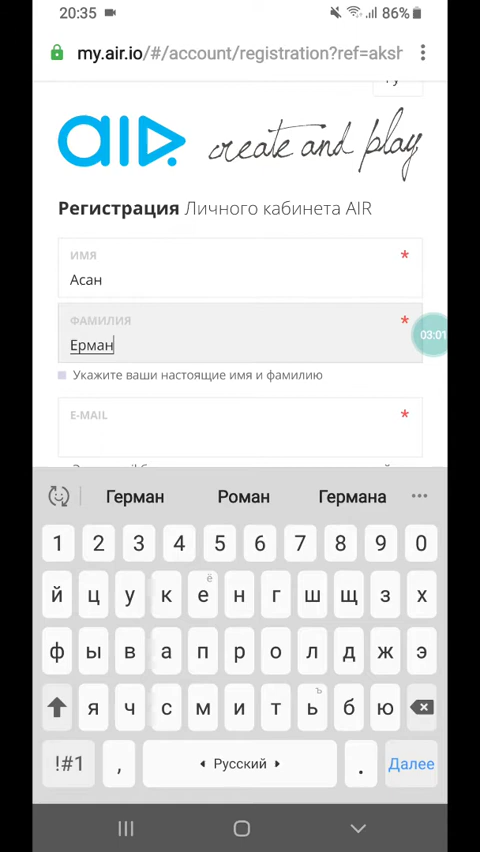 20:35 86%
my.air.io/#/account/registration?ref=aksh
aır create and play
Регистрация Личного кабинета AIR
ИМЯ *
Асан
ФАМИЛИЯ *
Ерман
03:01
Укажите ваши настоящие имя и фамилию
E-MAIL *
Герман Роман Германа ...
1 2 3 4 5 6 7 8 9 0
ё
й ц у к е н г ш щ з х
ф ы в а п р о л д ж э
ъ
я ч с м и т ь б ю
!#1 , Русский . Далее